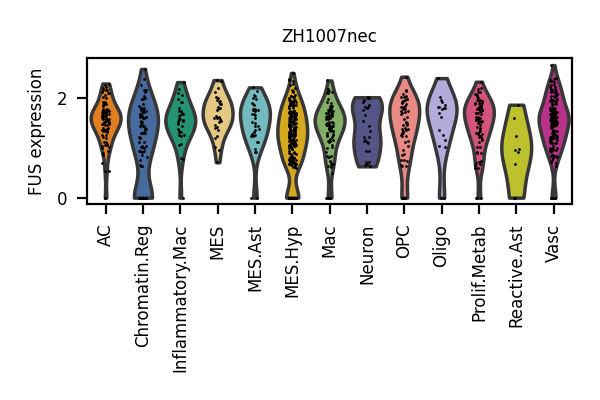 ZH1007nec
FUS expression
2
0
AC
Chromatin.Reg
Inflammatory.Mac
MES
MES.Ast
MES.Hyp
Mac
Neuron
OPC
Oligo
Prolif.Metab
Reactive.Ast
Vasc